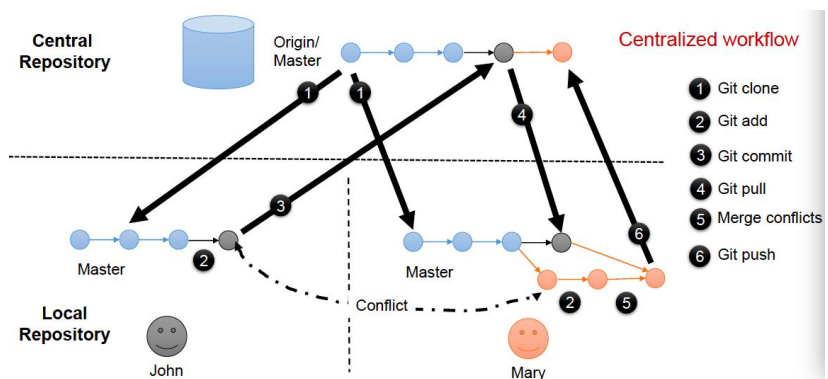 Central
Repository
Origin/
Master
Centralized workflow
1 Git clone
2 Git add
3 Git commit
4 Git pull
5 Merge conflicts
6 Git push
1
1
4
3
6
2
Master
Master
Conflict
2
5
Local
Repository
John
Mary